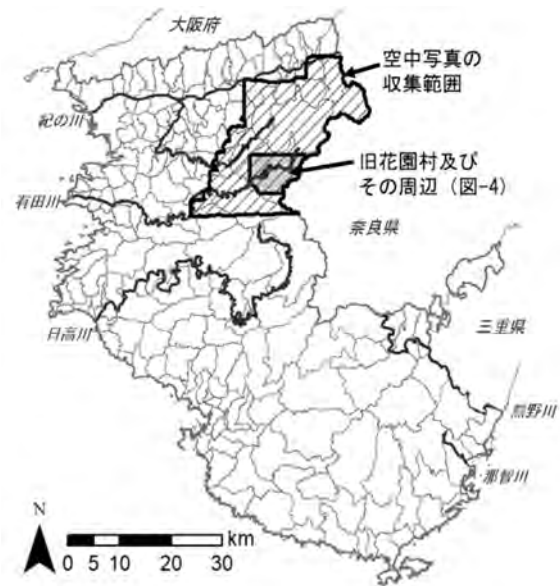 大阪府
空中写真の
収集範囲
紀の川
旧花園村及び
その周辺（図-4）
有田川
奈良県
日高川
三重県
熊野川
那智川
N
km
0 5 10 20 30